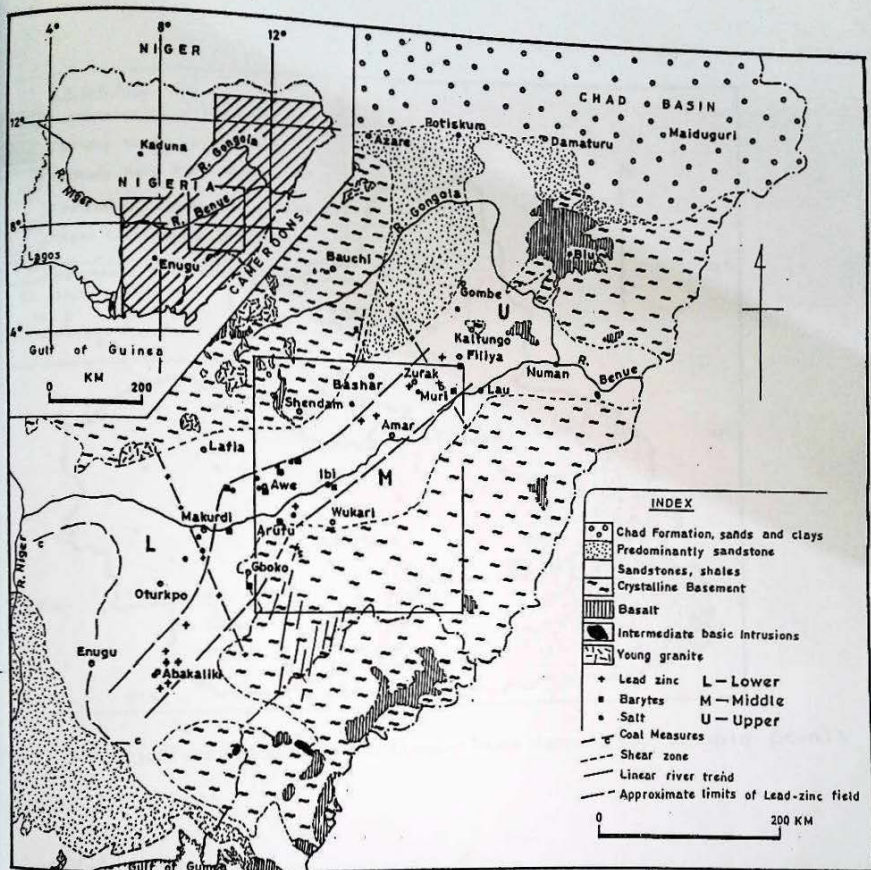 4°
8°
12°
NIGER
12°
Kaduna
R. Gongola
R. Niger
NIGERIA
R. Benue
8°
Lagos
Enugu
CAMEROONS
4°
Gulf of Guinea
KM
0 200
CHAD BASIN
Potiskum
Azare
Damaturu
Maiduguri
R. Gongola
Biu
Bauchi
Gombe
U
Kaltungo
Filiya
R. Benue
Numan
Zurak
Bashar
Muri
Lau
Shendam
Amar
Lafia
M
Ibi
Awe
Wukari
Makurdi
Arufu
L
Gboko
R. Niger
c
Oturkpo
Enugu
Abakaliki
c
Gulf of Guinea
INDEX
Chad Formation, sands and clays
Predominantly sandstone
Sandstones, shales
Crystalline Basement
Basalt
Intermediate basic Intrusions
Young granite
Lead zinc L — Lower
Barytes M — Middle
Salt U — Upper
c Coal Measures
Shear zone
Linear river trend
Approximate limits of Lead-zinc field
0 200 KM